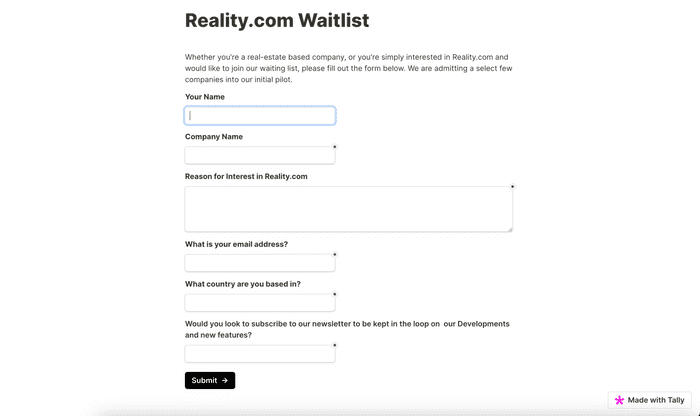 Reality.com Waitlist
Whether you're a real-estate based company, or you're simply interested in Reality.com and
would like to join our waiting list, please fill out the form below. We are admitting a select few
companies into our initial pilot.
Your Name
Company Name
*
Reason for Interest in Reality.com
*
What is your email address?
*
What country are you based in?
*
Would you look to subscribe to our newsletter to be kept in the loop on our Developments
and new features?
*
Submit →
Made with Tally